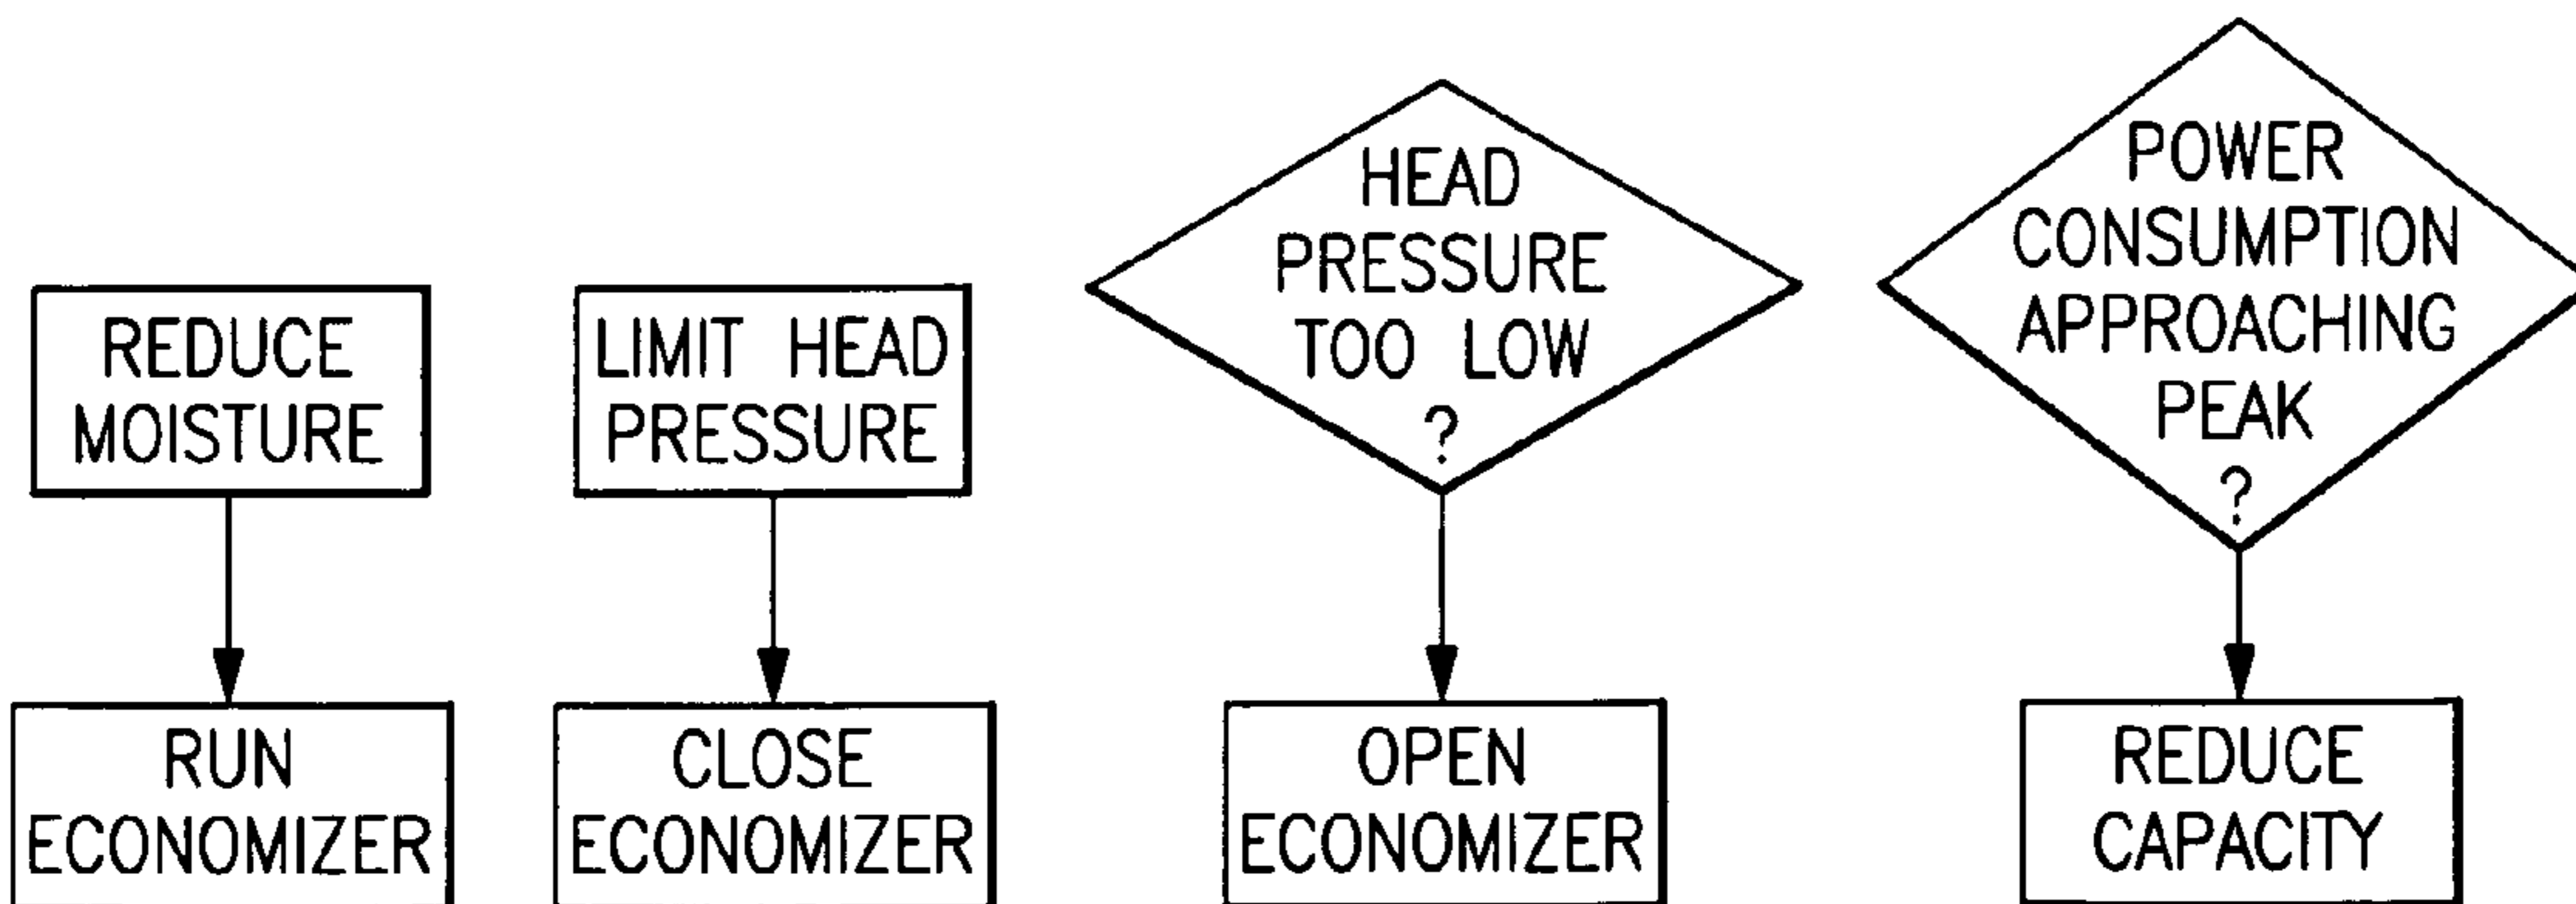 REDUCE
MOISTURE
LIMIT HEAD
PRESSURE
HEAD
PRESSURE
TOO LOW
?
POWER
CONSUMPTION
APPROACHING
PEAK
?
RUN
ECONOMIZER
CLOSE
ECONOMIZER
OPEN
ECONOMIZER
REDUCE
CAPACITY